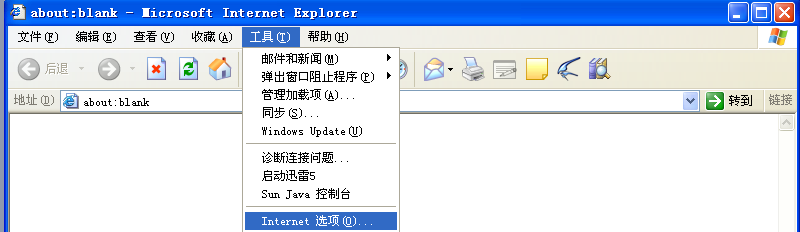 about:blank - Microsoft Internet Explorer
文件(F) 编辑(E) 查看(V) 收藏(A) 工具(T) 帮助(H)
后退
地址(D) about:blank 转到 链接
邮件和新闻(M)
弹出窗口阻止程序(P)
管理加载项(A)...
同步(S)...
Windows Update(U)
诊断连接问题...
启动迅雷5
Sun Java 控制台
Internet 选项(O)...